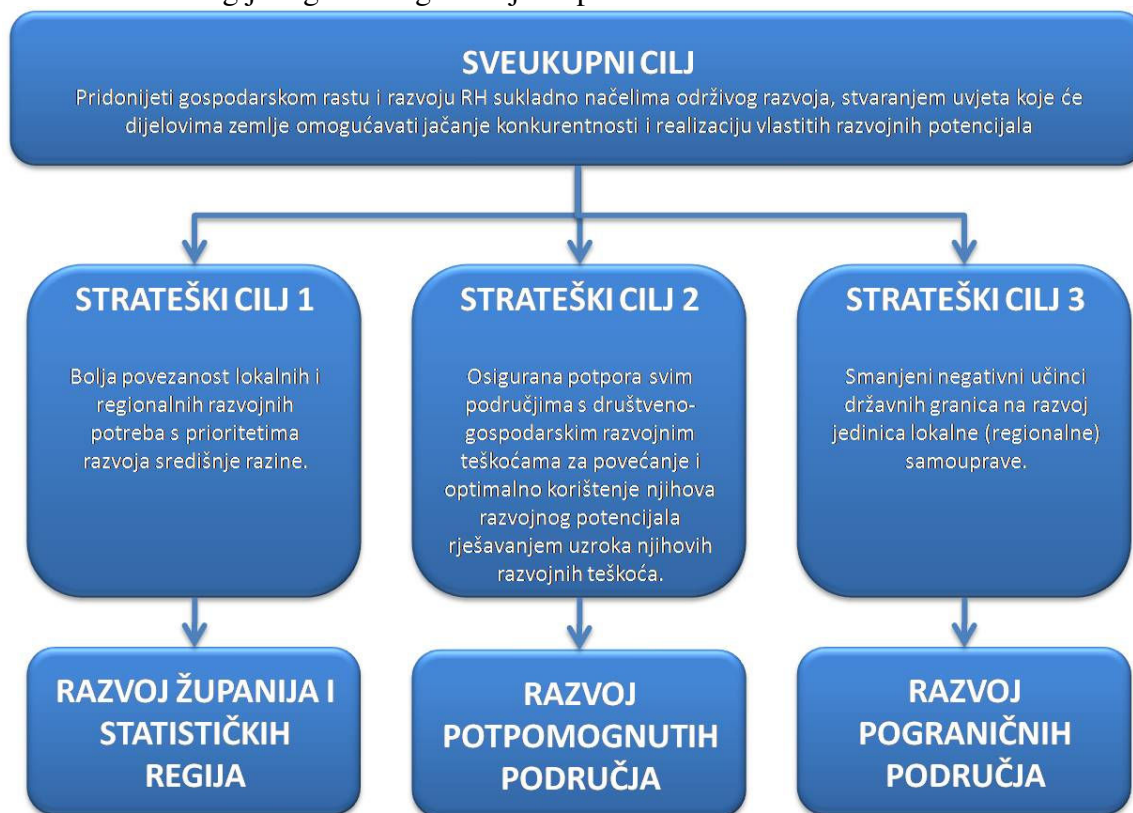 SVEUKUPNI CILJ
Pridonijeti gospodarskom rastu i razvoju RH sukladno načelima održivog razvoja, stvaranjem uvjeta koje će
dijelovima zemlje omogućavati jačanje konkurentnosti i realizaciju vlastitih razvojnih potencijala
STRATEŠKI CILJ 1
Bolja povezanost lokalnih i
regionalnih razvojnih
potreba s prioritetima
razvoja središnje razine.
STRATEŠKI CILJ 2
Osigurana potpora svim
područjima s društveno-
gospodarskim razvojnim
teškoćama za povećanje i
optimalno korištenje njihova
razvojnog potencijala
rješavanjem uzroka njihovih
razvojnih teškoća.
STRATEŠKI CILJ 3
Smanjeni negativni učinci
državnih granica na razvoj
jedinica lokalne (regionalne)
samouprave.
RAZVOJ ŽUPANIJA I
STATISTIČKIH
REGIJA
RAZVOJ
POTPOMOGNUTIH
PODRUČJA
RAZVOJ
POGRANIČNIH
PODRUČJA